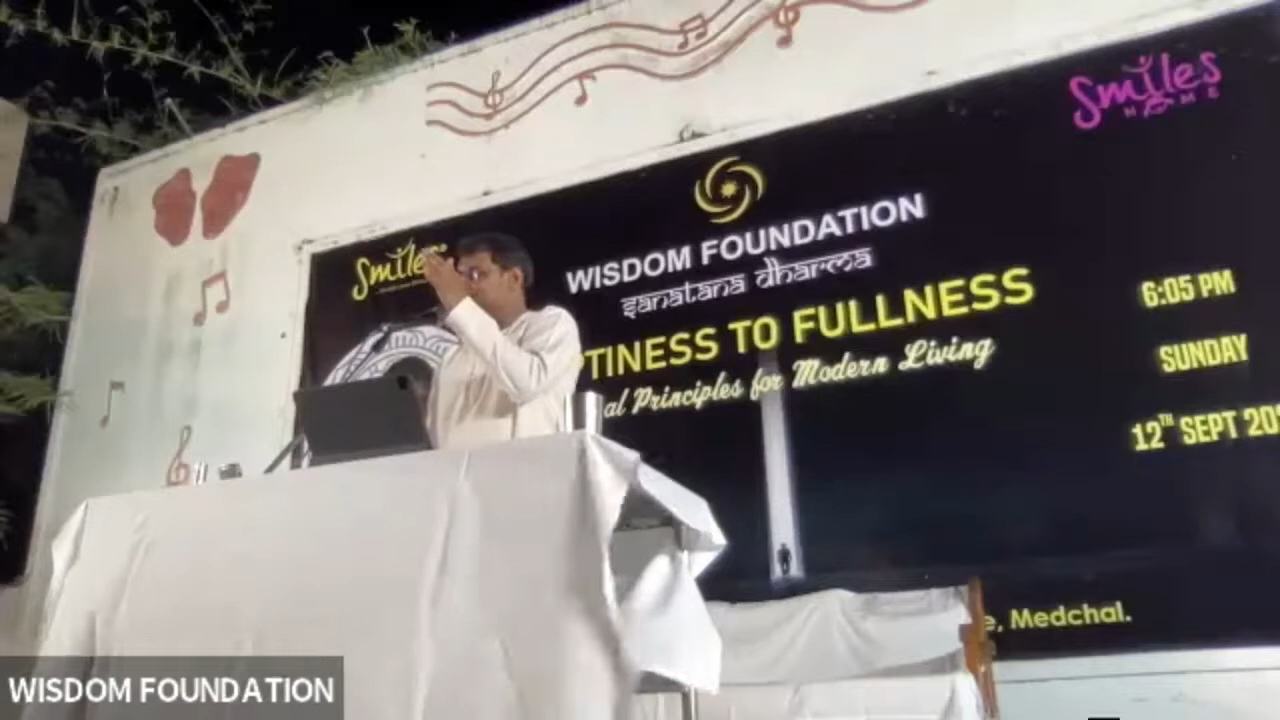 Smiles
HOME
Smiles
WISDOM FOUNDATION
sanatana dharma
TINESS TO FULLNESS
al Principles for Modern Living
6:05 PM
SUNDAY
12TH SEPT 20
e, Medchal.
WISDOM FOUNDATION